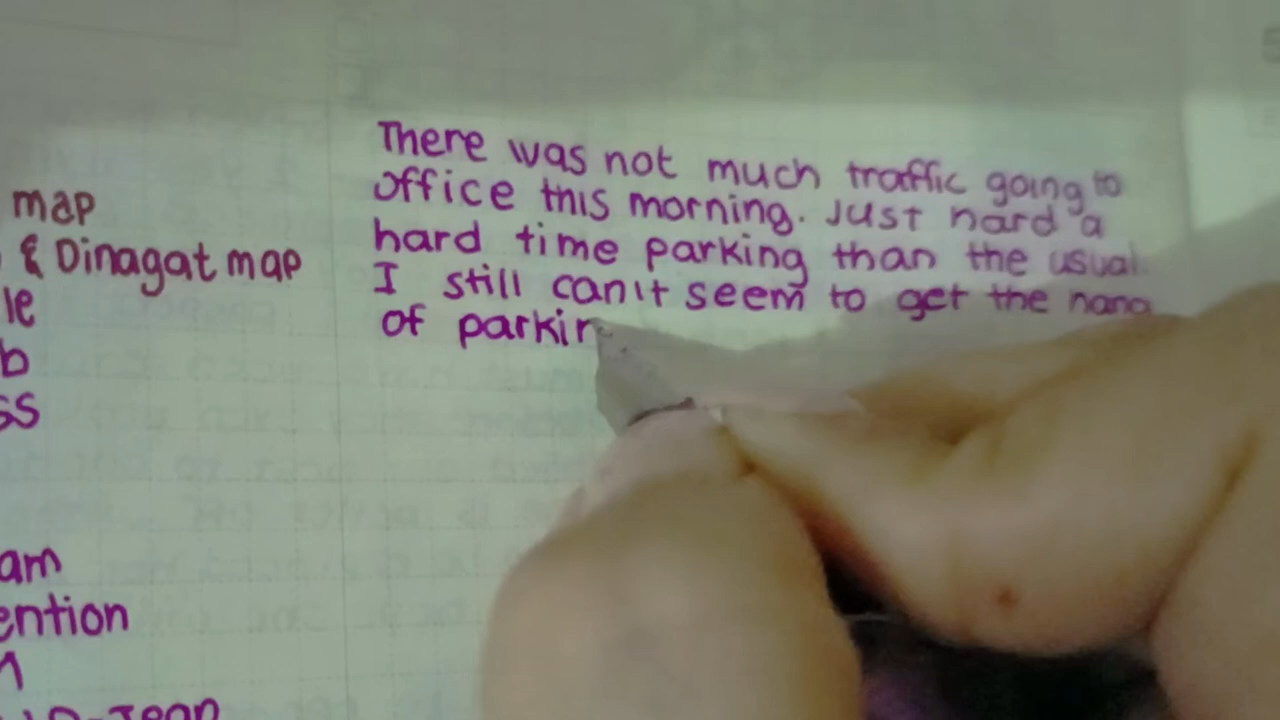 There was not much traffic going to
office this morning. Just hard a
hard time parking than the usual.
I still can't seem to get the hang
of parkin
map
& Dinagat map
le
b
ss
am
ention